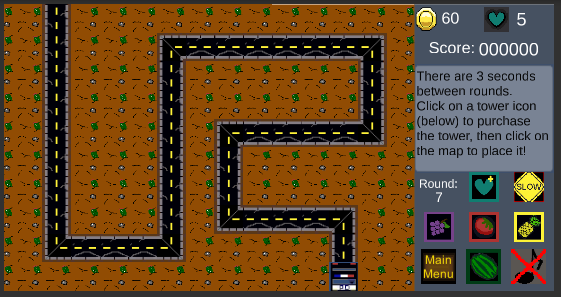 60
5
Score: 000000
There are 3 seconds
between rounds.
Click on a tower icon
(below) to purchase
the tower, then click on
the map to place it!
Round:
7
SLOW
Main
Menu